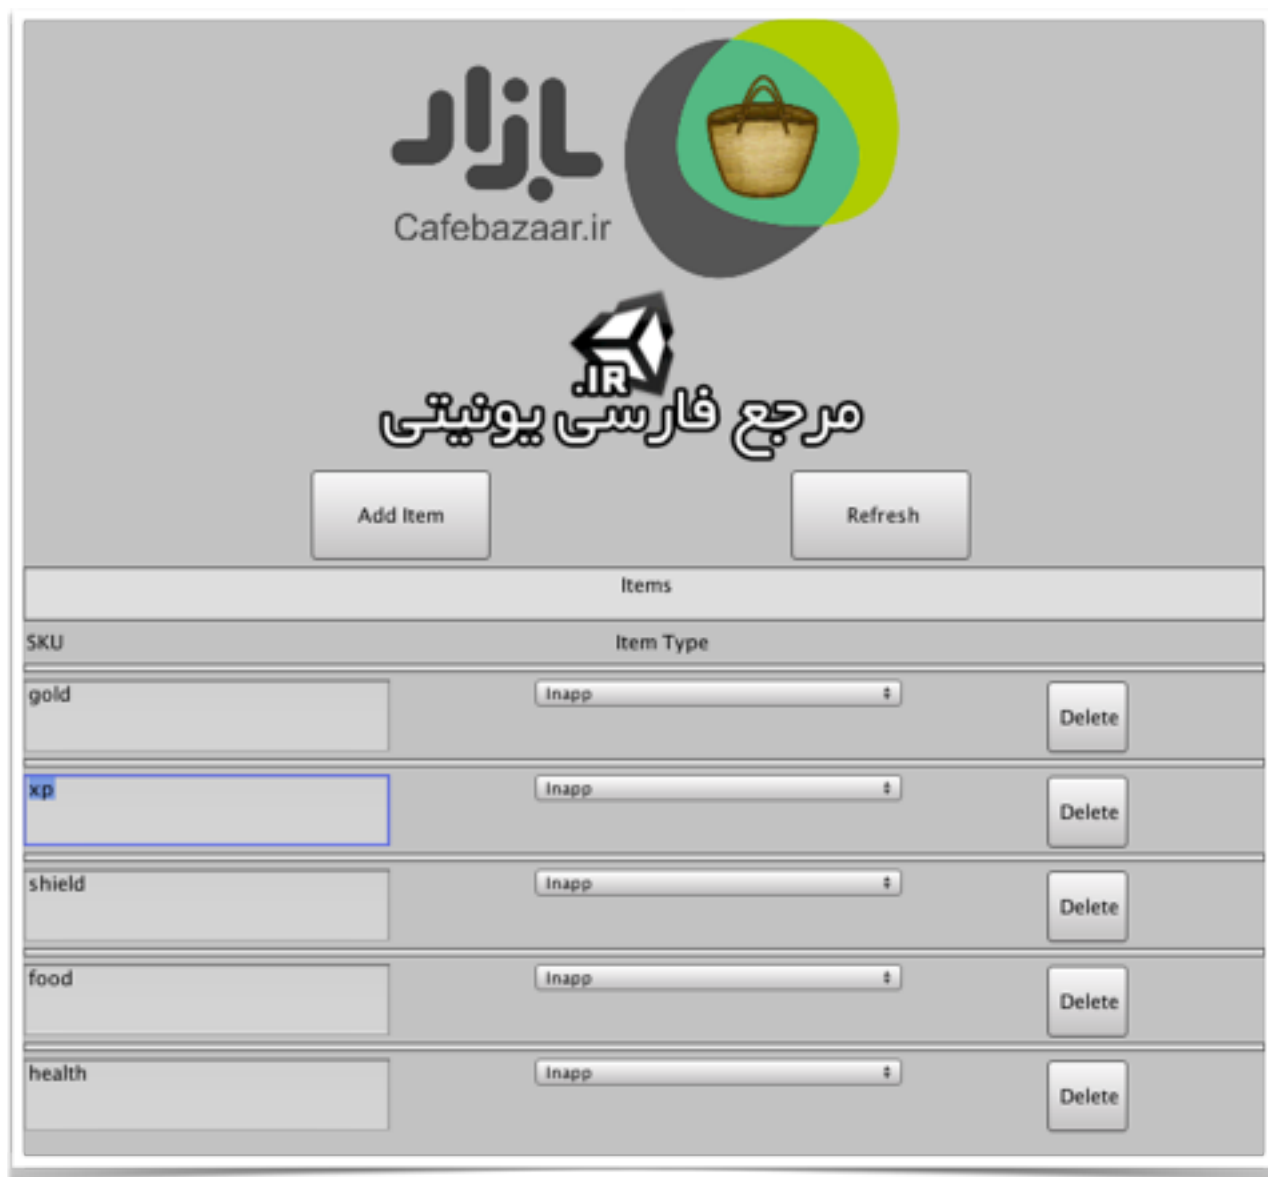 بازار
Cafebazaar.ir
.IR
مرجع فارسی یونیتی
Add Item Refresh
Items
SKU Item Type
gold Inapp Delete
xp Inapp Delete
shield Inapp Delete
food Inapp Delete
health Inapp Delete